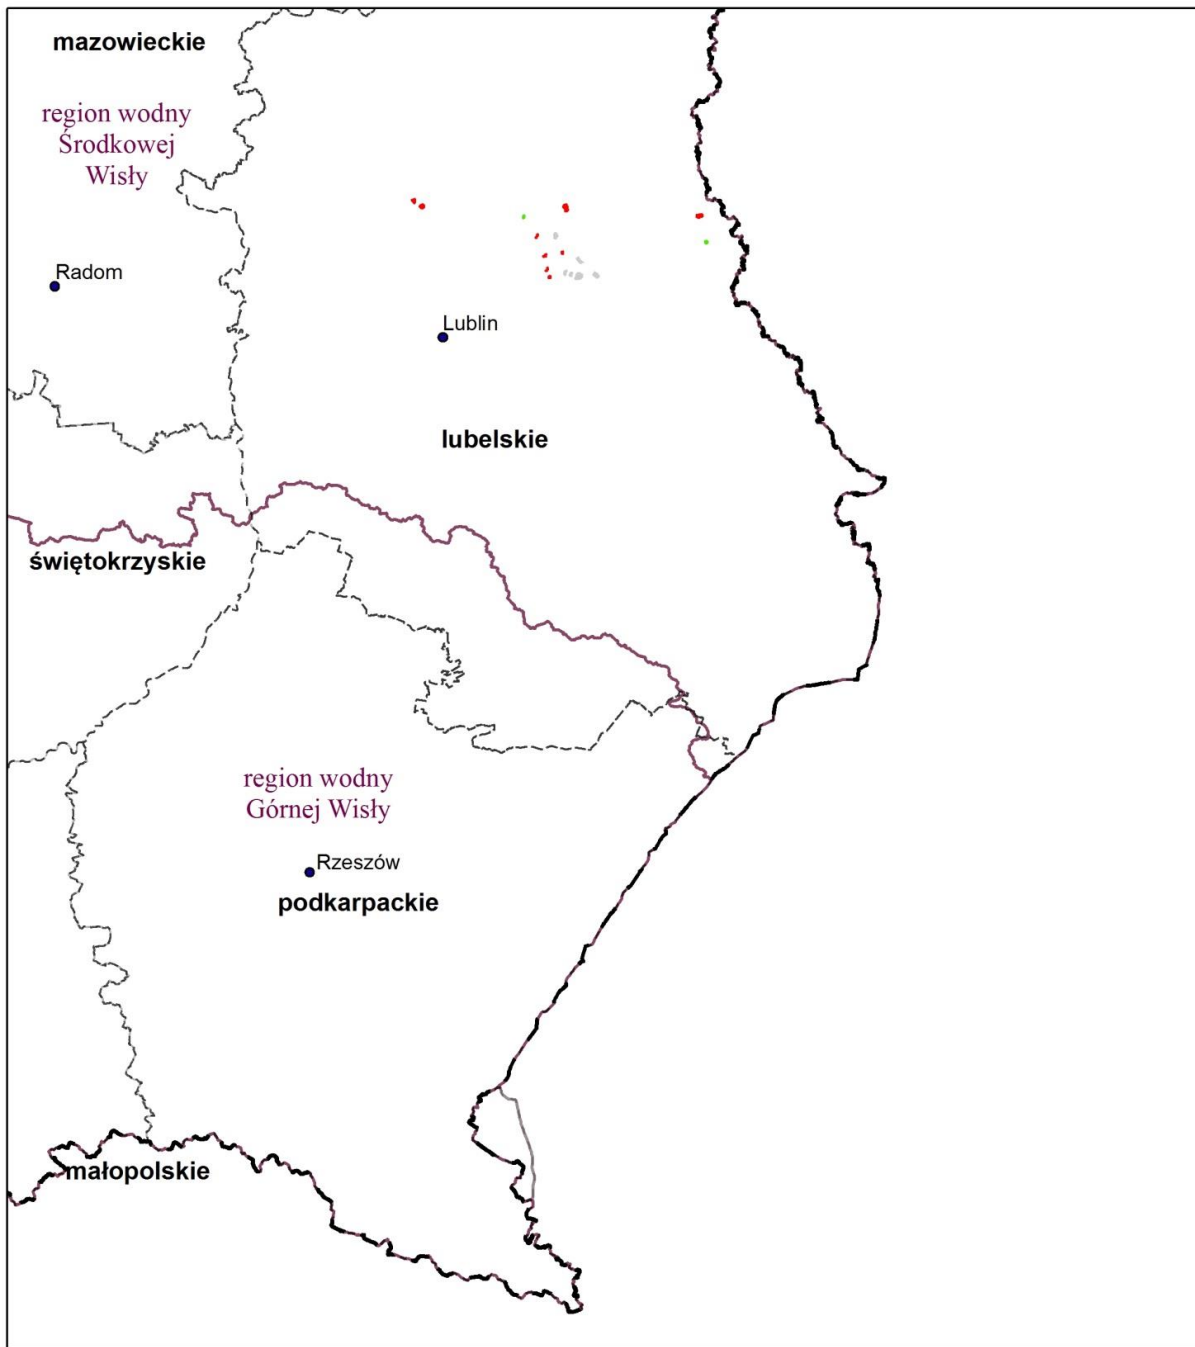 mazowieckie
region wodny
Środkowej
Wisły
Radom
Lublin
lubelskie
świętokrzyskie
region wodny
Górnej Wisły
Rzeszów
podkarpackie
małopolskie